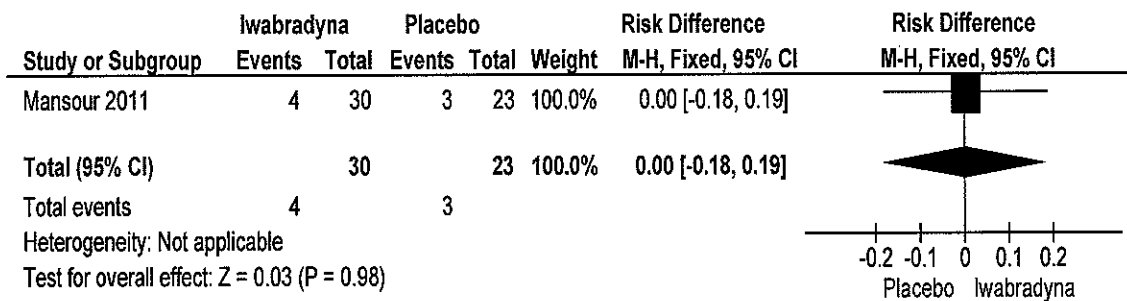 Iwabradyna Placebo Risk Difference Risk Difference
Study or Subgroup Events Total Events Total Weight M-H, Fixed, 95% CI M-H, Fixed, 95% CI
Mansour 2011 4 30 3 23 100.0% 0.00 [-0.18, 0.19]
Total (95% CI) 30 23 100.0% 0.00 [-0.18, 0.19]
Total events 4 3
Heterogeneity: Not applicable
Test for overall effect: Z = 0.03 (P = 0.98)
-0.2 -0.1 0 0.1 0.2
Placebo Iwabradyna